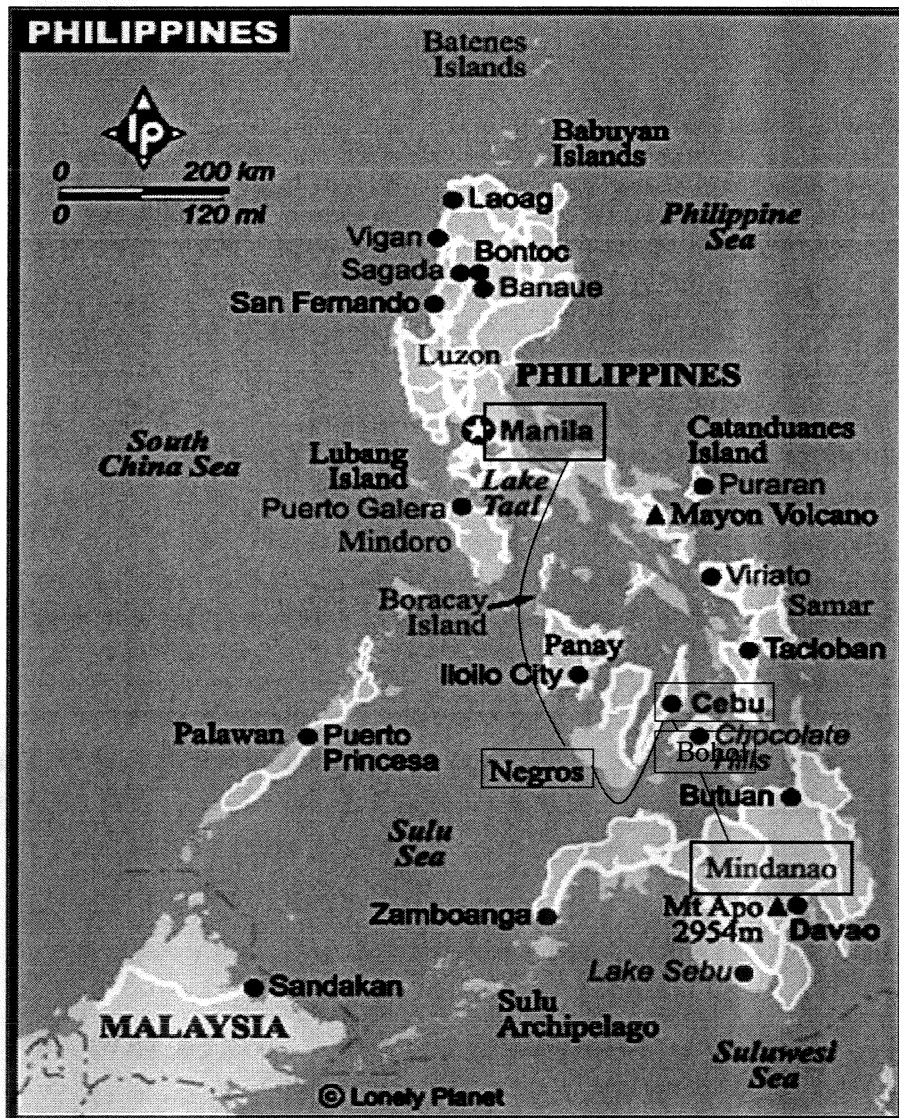 PHILIPPINES
Batenes
Islands
lp
0 200 km
0 120 mi
Babuyan
Islands
Laoag
Philippine
Sea
Vigan
Bontoc
Sagada
Banaue
San Fernando
Luzon
PHILIPPINES
Manila
South
China Sea
Catanduanes
Island
Lubang
Island
Lake
Taal
Puraran
Puerto Galera
Mayon Volcano
Mindoro
Viriato
Boracay
Island
Samar
Panay
Tacloban
Iloilo City
Cebu
Palawan
Puerto
Princesa
Chocolate
Hills
Bohol
Negros
Butuan
Sulu
Sea
Mindanao
Zamboanga
Mt Apo
2954m
Davao
Lake Sebu
Sandakan
Sulu
Archipelago
MALAYSIA
Suluwesi
Sea
© Lonely Planet